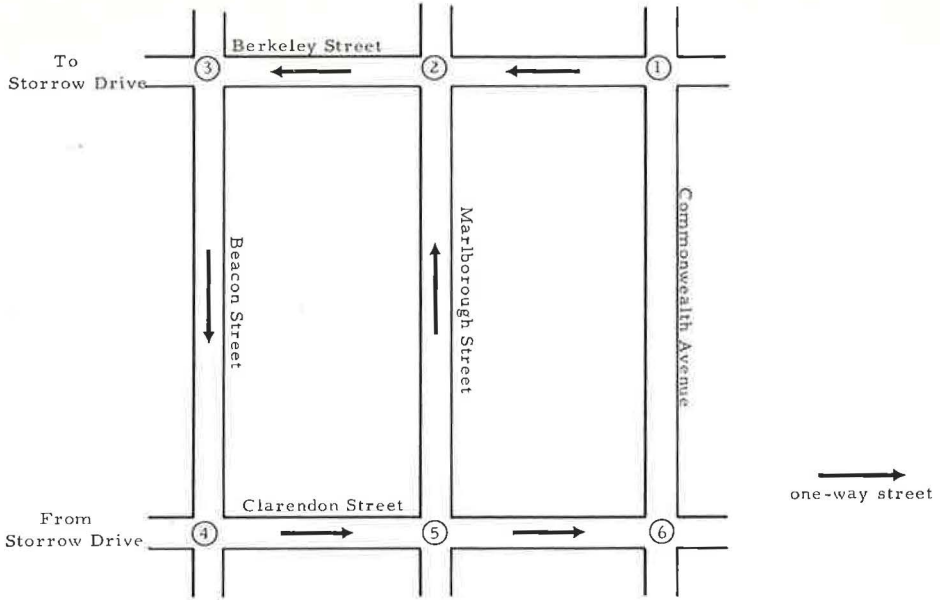 Berkeley Street
To
Storrow Drive
3
2
1
Beacon Street
Marlborough Street
Commonwealth Avenue
one-way street
Clarendon Street
From
Storrow Drive
4
5
6